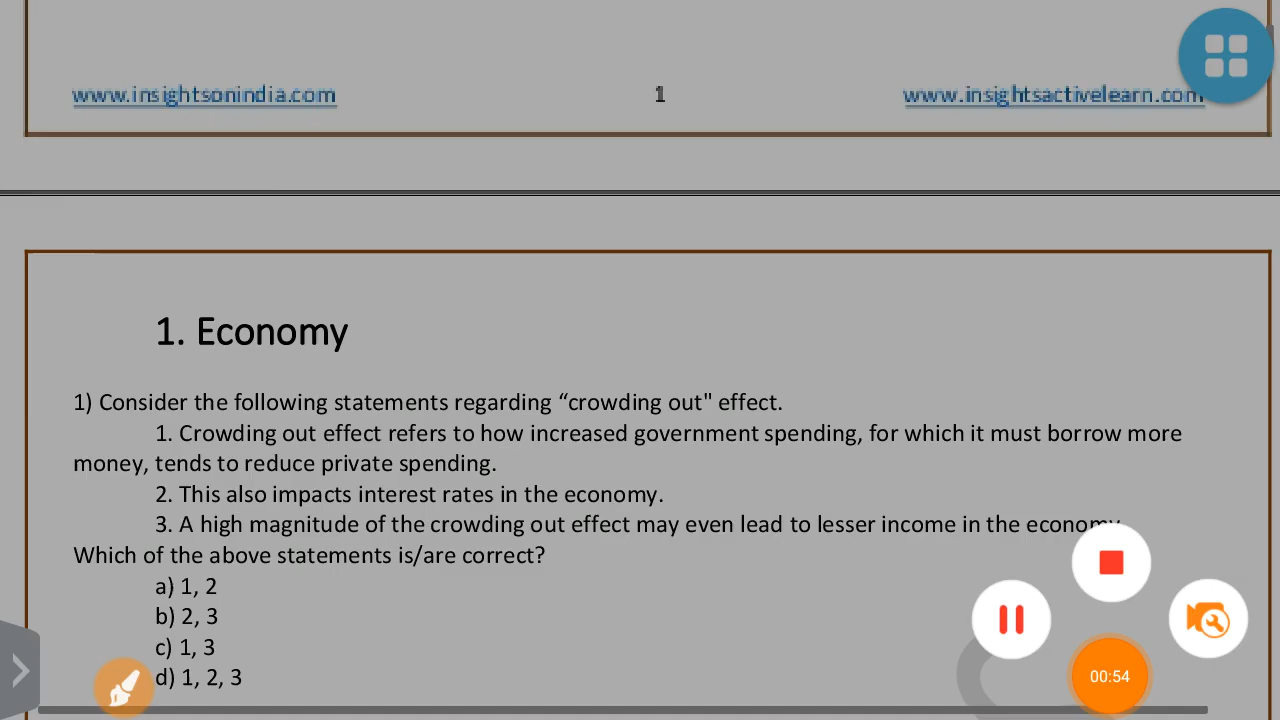 www.insightsonindia.com 1 www.insightsactivelearn.com
1. Economy
1) Consider the following statements regarding “crowding out" effect.
1. Crowding out effect refers to how increased government spending, for which it must borrow more
money, tends to reduce private spending.
2. This also impacts interest rates in the economy.
3. A high magnitude of the crowding out effect may even lead to lesser income in the economy.
Which of the above statements is/are correct?
a) 1, 2
b) 2, 3
c) 1, 3
d) 1, 2, 3
00:54